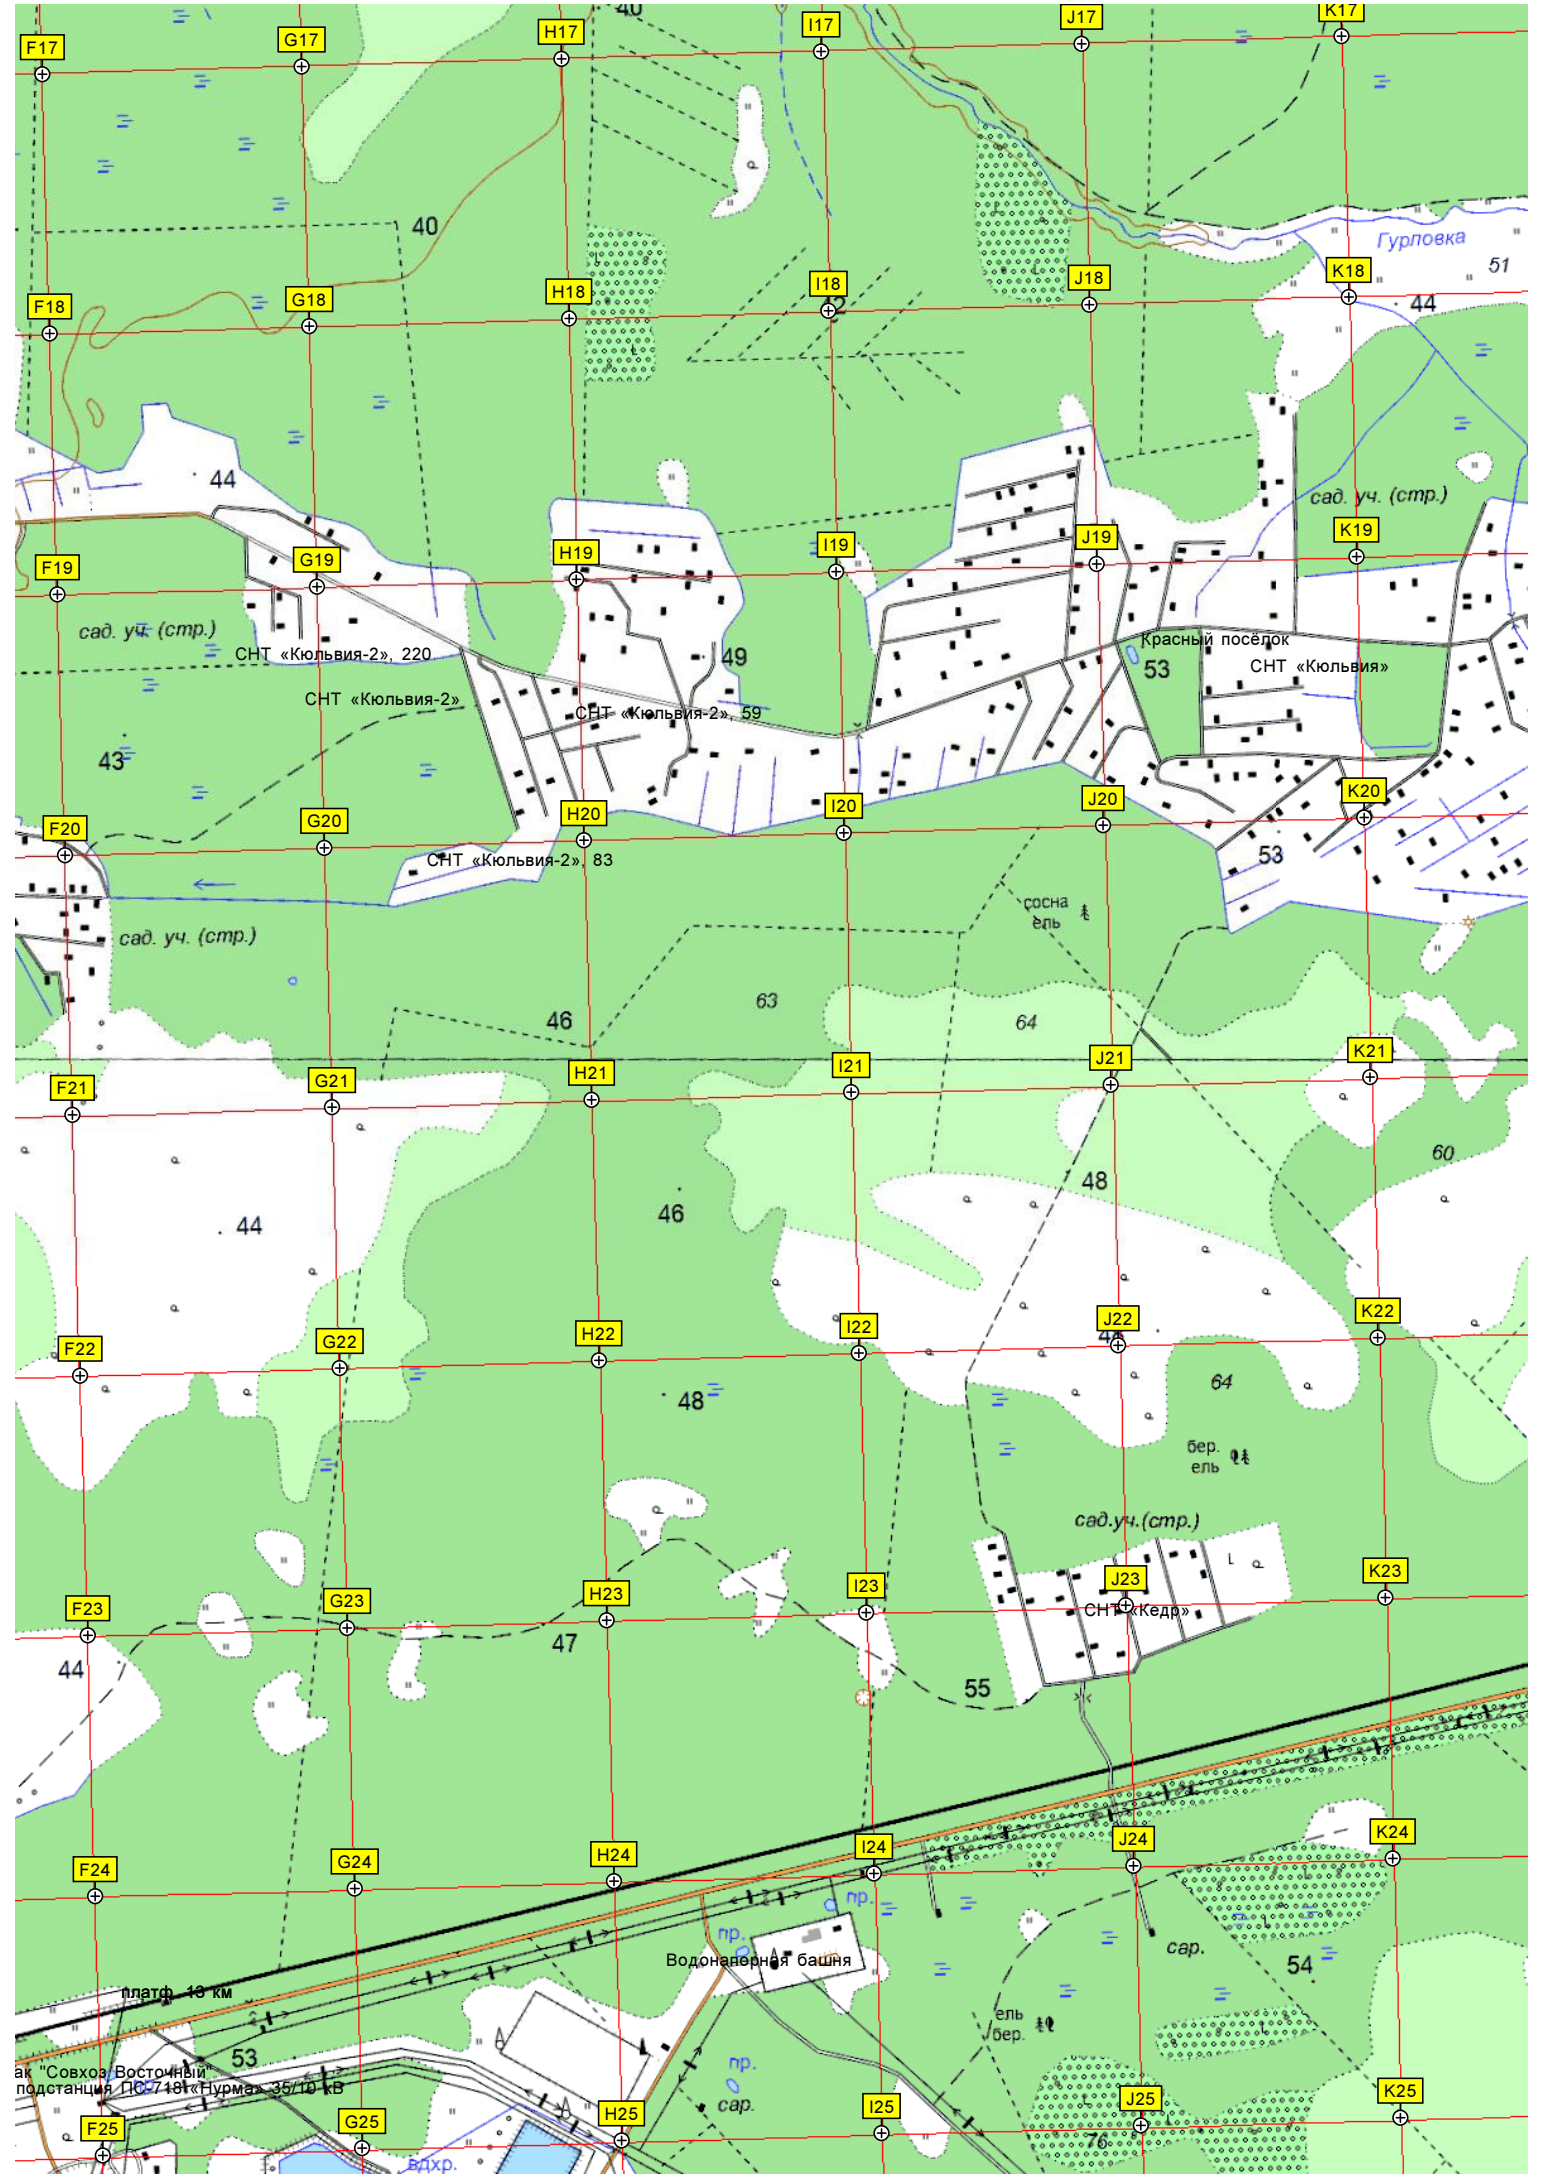 40
F17
G17
H17
I17
J17
K17
40
Гурловка
51
F18
G18
H18
I18
J18
K18
44
44
сад. уч. (стр.)
F19
G19
H19
I19
J19
K19
сад. уч. (стр.)
СНТ «Кюльвия-2», 220
49
Красный посёлок
53
СНТ «Кюльвия»
СНТ «Кюльвия-2»
СНТ «Кюльвия-2», 59
43
F20
G20
H20
I20
J20
K20
СНТ «Кюльвия-2», 83
53
сосна
ель
сад. уч. (стр.)
46
63
64
F21
G21
H21
I21
J21
K21
60
48
44
46
F22
G22
H22
I22
J22
K22
48
64
бер.
ель
сад.уч.(стр.)
F23
G23
H23
I23
J23
K23
СНТ «Кедр»
47
44
55
F24
G24
H24
I24
J24
K24
пр.
пр.
сар.
Водонапорная башня
54
платф. 13 км
ель
бер.
53
ак "Совхоз Восточный"
пр.
подстанция ПС-718 «Нурма» 35/10 кВ
пр.
сар.
F25
G25
H25
I25
J25
K25
76
вдхр.